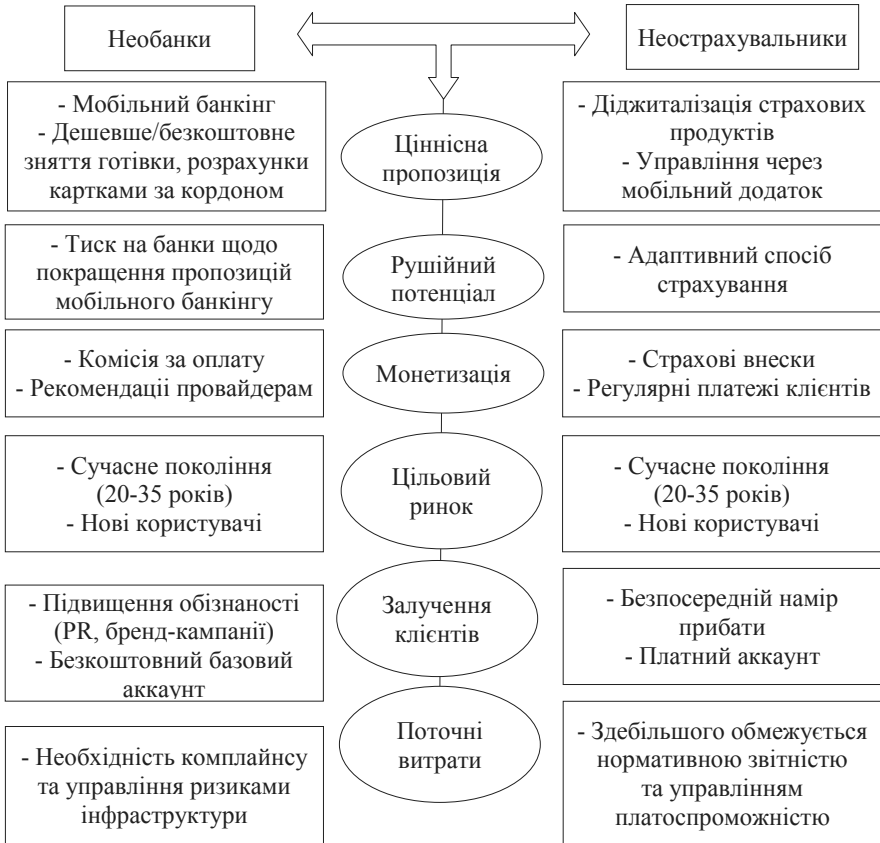 Необанки
Неострахувальники
- Мобільний банкінг
- Дешевше/безкоштовне
зняття готівки, розрахунки
картками за кордоном
Ціннісна
пропозиція
- Діджиталізація страхових
продуктів
- Управління через
мобільний додаток
- Тиск на банки щодо
покращення пропозицій
мобільного банкінгу
Рушійний
потенціал
- Адаптивний спосіб
страхування
- Комісія за оплату
- Рекомендації провайдерам
Монетизація
- Страхові внески
- Регулярні платежі клієнтів
- Сучасне покоління
(20-35 років)
- Нові користувачі
Цільовий
ринок
- Сучасне покоління
(20-35 років)
- Нові користувачі
- Підвищення обізнаності
(PR, бренд-кампанії)
- Безкоштовний базовий
аккаунт
Залучення
клієнтів
- Безпосередній намір
прибати
- Платний аккаунт
- Необхідність комплайнсу
та управління ризиками
інфраструктури
Поточні
витрати
- Здебільшого обмежується
нормативною звітністю
та управлінням
платоспроможністю